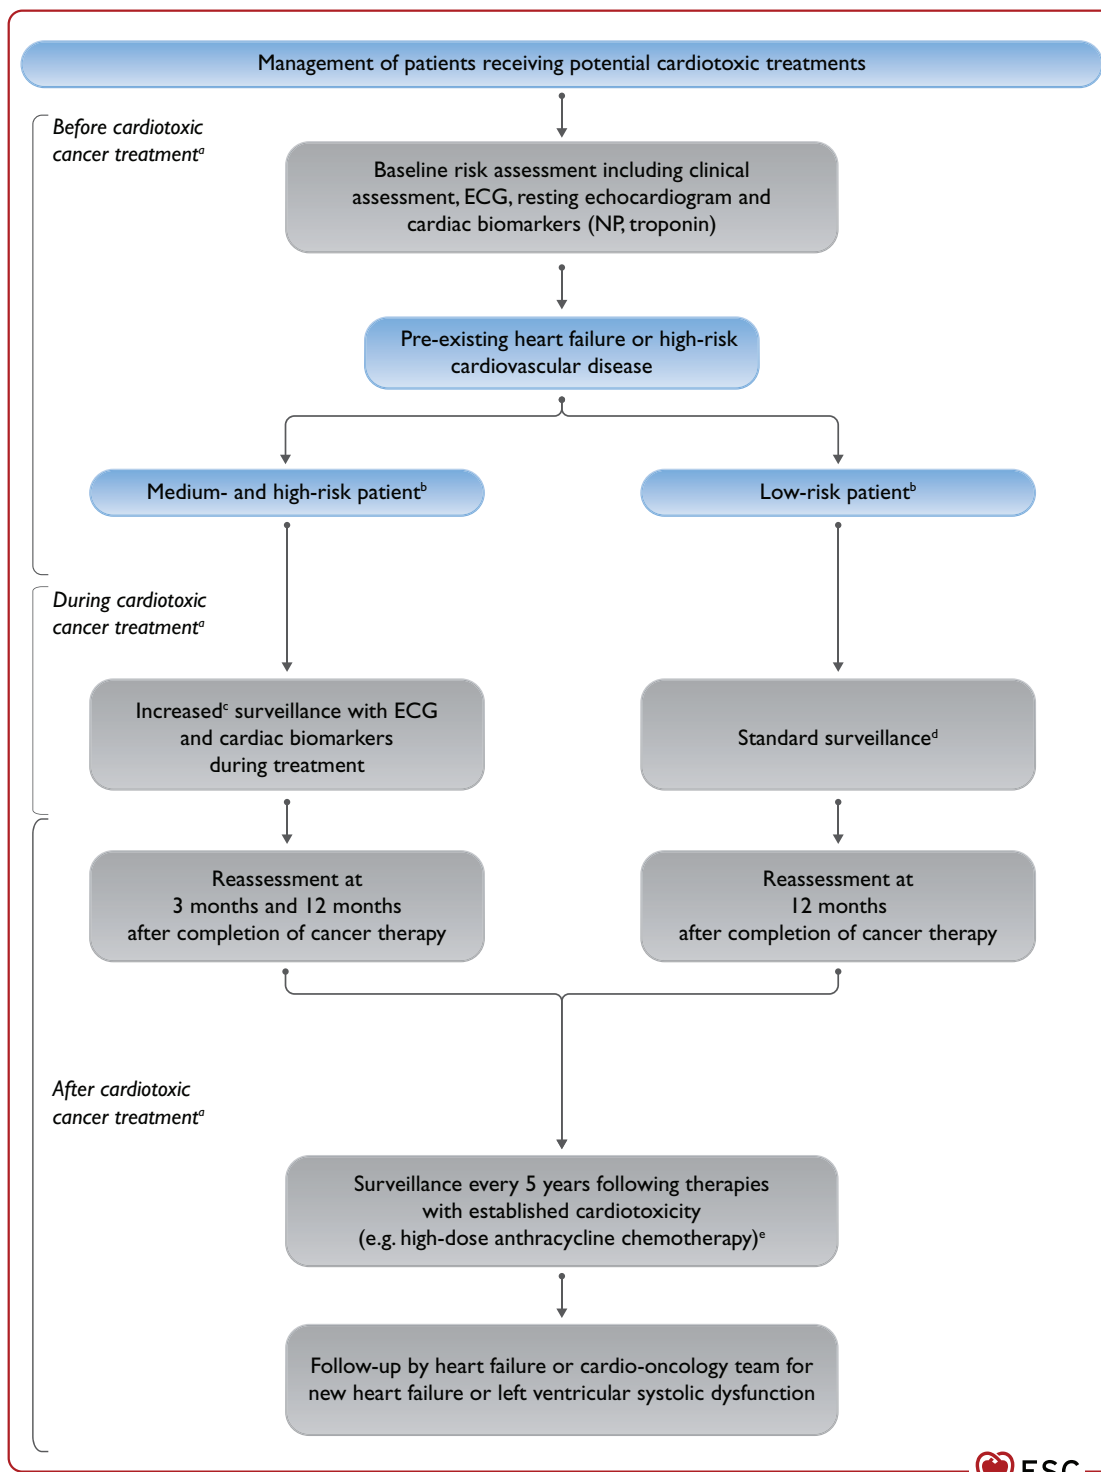 Management of patients receiving potential cardiotoxic treatments
Before cardiotoxic
cancer treatmentᵃ
Baseline risk assessment including clinical
assessment, ECG, resting echocardiogram and
cardiac biomarkers (NP, troponin)
Pre-existing heart failure or high-risk
cardiovascular disease
Medium- and high-risk patientᵇ
Low-risk patientᵇ
During cardiotoxic
cancer treatmentᵃ
Increasedᶜ surveillance with ECG
and cardiac biomarkers
during treatment
Standard surveillanceᵈ
Reassessment at
3 months and 12 months
after completion of cancer therapy
Reassessment at
12 months
after completion of cancer therapy
After cardiotoxic
cancer treatmentᵃ
Surveillance every 5 years following therapies
with established cardiotoxicity
(e.g. high-dose anthracycline chemotherapy)ᵉ
Follow-up by heart failure or cardio-oncology team for
new heart failure or left ventricular systolic dysfunction
ESC